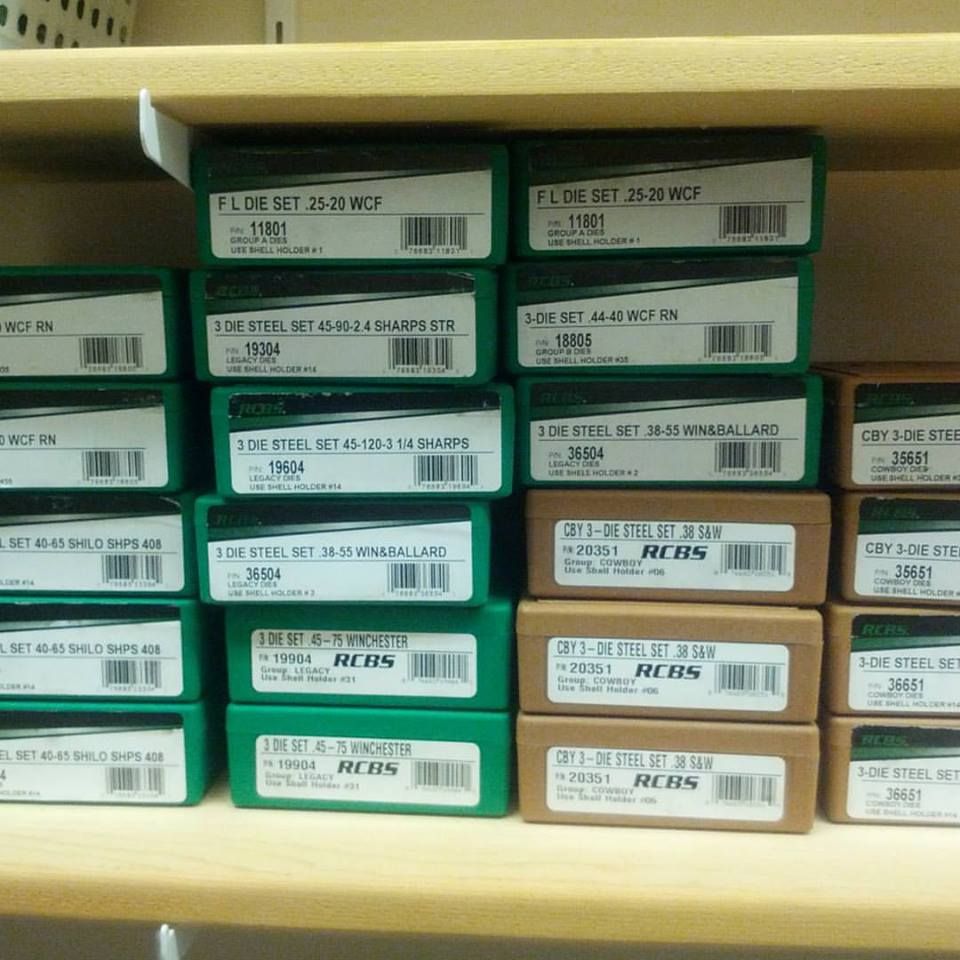 WCF RN
WCF RN
SET 40-65 SHILO SHPS 408
SET 40-65 SHILO SHPS 408
SET 40-65 SHILO SHPS 408
F L DIE SET .25-20 WCF
P/N 11801
GROUP A DIES
USE SHELL HOLDER #1
RCBS.
3 DIE STEEL SET 45-90-2.4 SHARPS STR
P/N 19304
LEGACY DIES
USE SHELL HOLDER #14
RCBS.
3 DIE STEEL SET 45-120-3 1/4 SHARPS
P/N 19604
LEGACY DIES
USE SHELL HOLDER #14
RCBS.
3 DIE STEEL SET .38-55 WIN&BALLARD
P/N 36504
LEGACY DIES
USE SHELL HOLDER #2
3 DIE SET .45-75 WINCHESTER
P/N 19904 RCBS
Group: LEGACY
Use Shell Holder #31
3 DIE SET .45-75 WINCHESTER
P/N 19904 RCBS
Group: LEGACY
Use Shell Holder #31
F L DIE SET .25-20 WCF
P/N 11801
GROUP A DIES
USE SHELL HOLDER #1
RCBS.
3-DIE SET .44-40 WCF RN
P/N 18805
GROUP B DIES
USE SHELL HOLDER #35
RCBS.
3 DIE STEEL SET .38-55 WIN&BALLARD
P/N 36504
LEGACY DIES
USE SHELL HOLDER #2
CBY 3-DIE STEEL SET .38 S&W
P/N 20351 RCBS
Group: COWBOY
Use Shell Holder #06
CBY 3-DIE STEEL SET .38 S&W
P/N 20351 RCBS
Group: COWBOY
Use Shell Holder #06
CBY 3-DIE STEEL SET .38 S&W
P/N 20351 RCBS
Group: COWBOY
Use Shell Holder #06
RCBS.
CBY 3-DIE STEE
P/N 35651
COWBOY DIES
USE SHELL HOLDER
RCBS.
CBY 3-DIE STE
P/N 35651
COWBOY DIES
USE SHELL HOLDER
RCBS.
3-DIE STEEL SET
P/N 36651
COWBOY DIES
USE SHELL HOLDER #14
RCBS.
3-DIE STEEL SET
P/N 36651
COWBOY DIES
USE SHELL HOLDER #14